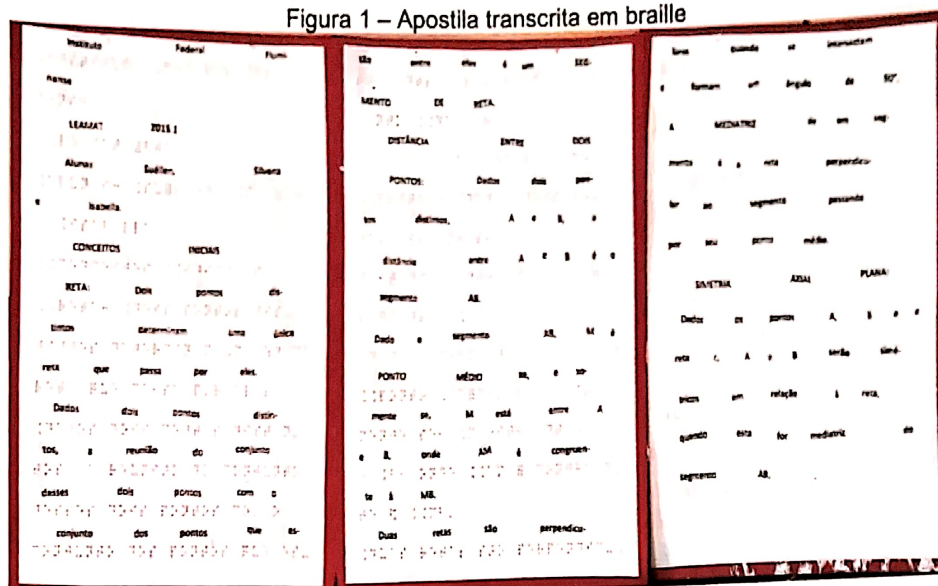 Figura 1 – Apostila transcrita em braille
Instituto Federal Flumi-
nense
LEAMAT 2015.1
Alunas Suéllen, Silvana
e Isabella.
CONCEITOS INICIAIS
RETA: Dois pontos dis-
tintos determinam uma única
reta que passa por eles.
Dados dois pontos distin-
tos, a reunião do conjunto
desses dois pontos com o
conjunto dos pontos que es-
tão entre eles é um SEG-
MENTO DE RETA.
DISTÂNCIA ENTRE DOIS
PONTOS: Dados dois pon-
tos distintos, A e B, a
distância entre A e B é o
segmento AB.
Dado o segmento AB, M é
PONTO MÉDIO se, e so-
mente se, M está entre A
e B, onde AM é congruen-
te à MB.
Duas retas são perpendicu-
lares quando se intersectam
e formam um ângulo de 90°.
A MEDIATRIZ de um seg-
mento é a reta perpendicu-
lar ao segmento passando
por seu ponto médio.
SIMETRIA AXIAL PLANA:
Dados os pontos A, B e a
reta r, A e B serão simé-
tricos em relação à reta,
quando esta for mediatriz do
segmento AB.